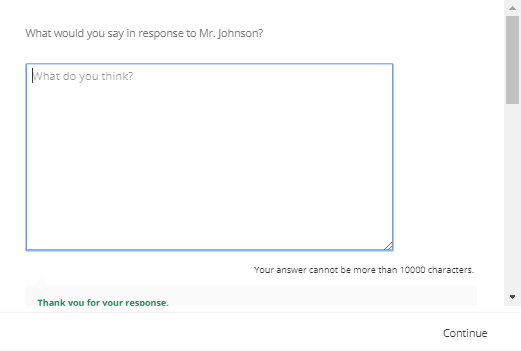 What would you say in response to Mr. Johnson?
What do you think?
Your answer cannot be more than 10000 characters.
Thank you for your response.
Continue